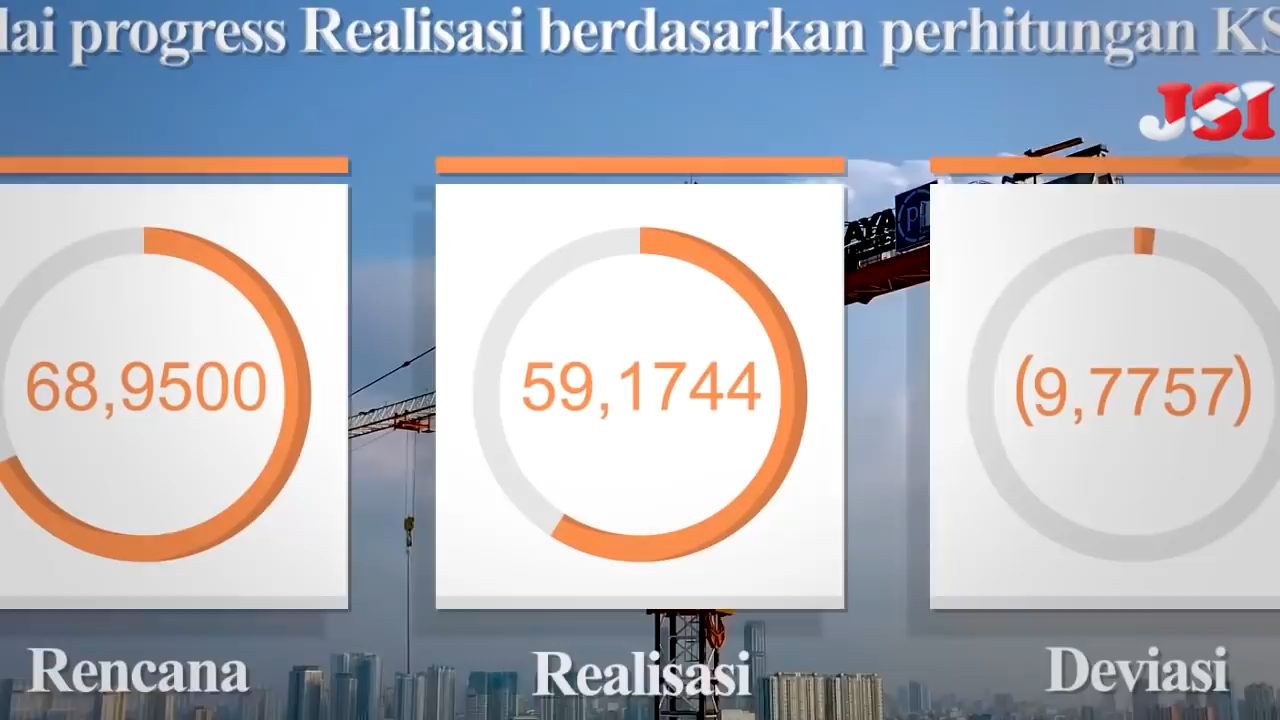 lai progress Realisasi berdasarkan perhitungan KS
JSI
68,9500
59,1744
(9,7757)
Rencana
Realisasi
Deviasi